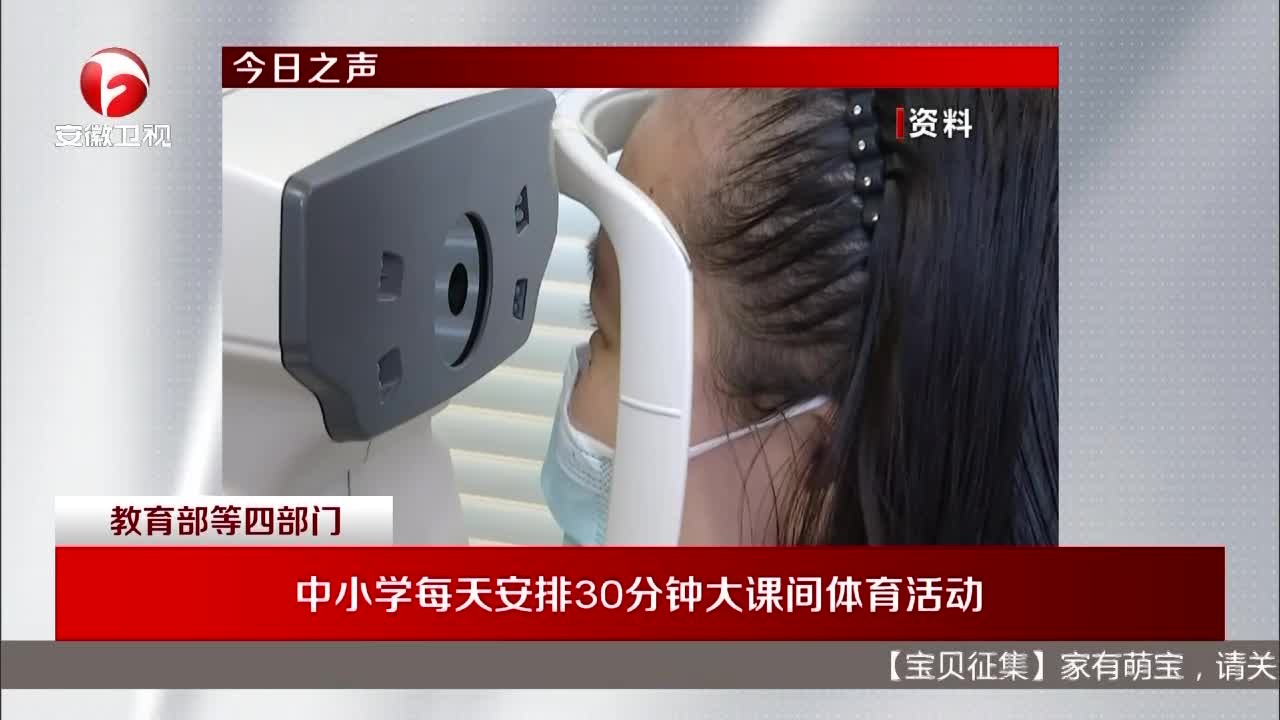 今日之声
安徽卫视
资料
教育部等四部门
中小学每天安排30分钟大课间体育活动
【宝贝征集】家有萌宝，请关